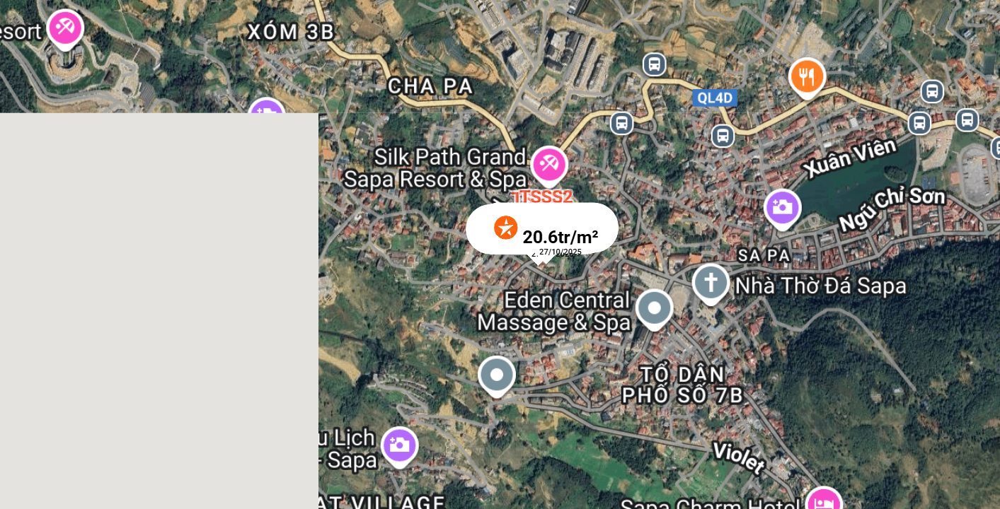 esort
XÓM 3B
CHA PA
QL4D
Silk Path Grand
Sapa Resort & Spa
Xuân Viên
Ngũ Chỉ Sơn
TSSS2
20.6tr/m²
27/10/2025
SA PA
Nhà Thờ Đá Sapa
Eden Central
Massage & Spa
TỔ DÂN
PHỐ SỐ 7B
u Lịch
- Sapa
Violet
AT VILLAGE
Sapa Charm Hotel